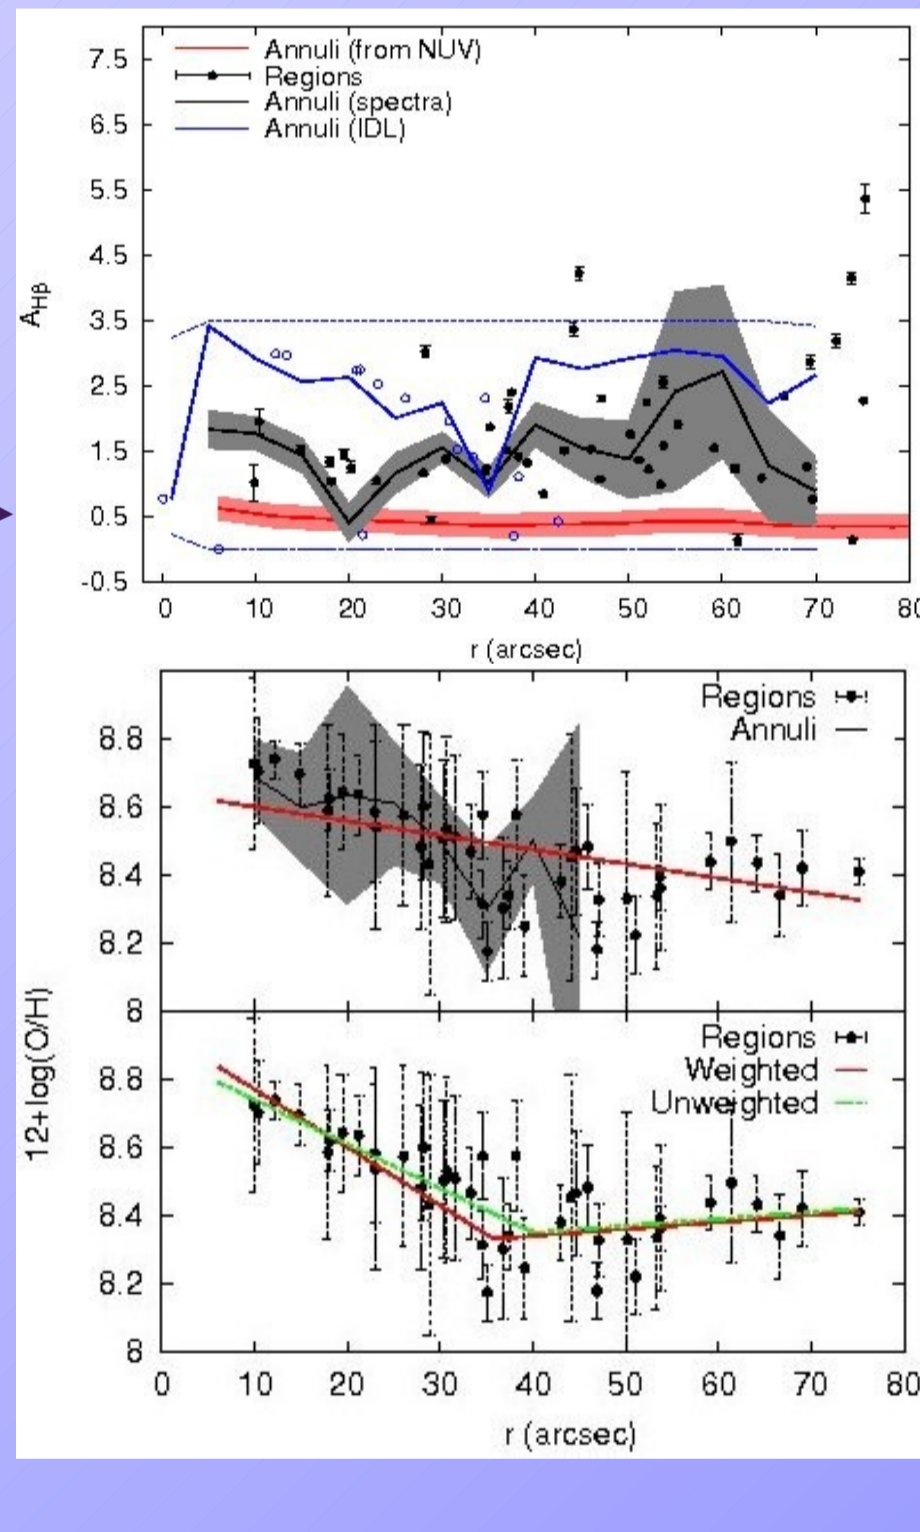 7.5
6.5
5.5
4.5
3.5
2.5
1.5
0.5
-0.5
A_Hβ
Annuli (from NUV)
Regions
Annuli (spectra)
Annuli (IDL)
0 10 20 30 40 50 60 70 80
r (arcsec)
8.8
8.6
8.4
8.2
8
Regions
Annuli
12+log(O/H)
8.8
8.6
8.4
8.2
8
Regions
Weighted
Unweighted
0 10 20 30 40 50 60 70 80
r (arcsec)